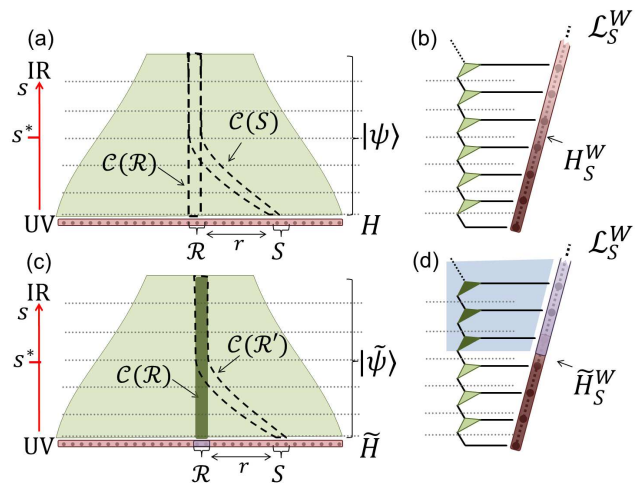 (a)
IR
s
s*
UV
C(R)
C(S)
|ψ⟩
H
R
r
S
(b)
ℒ_S^W
H_S^W
(c)
IR
s
s*
UV
C(R)
C(R′)
|ψ̃⟩
H̃
R
r
S
(d)
ℒ_S^W
H̃_S^W